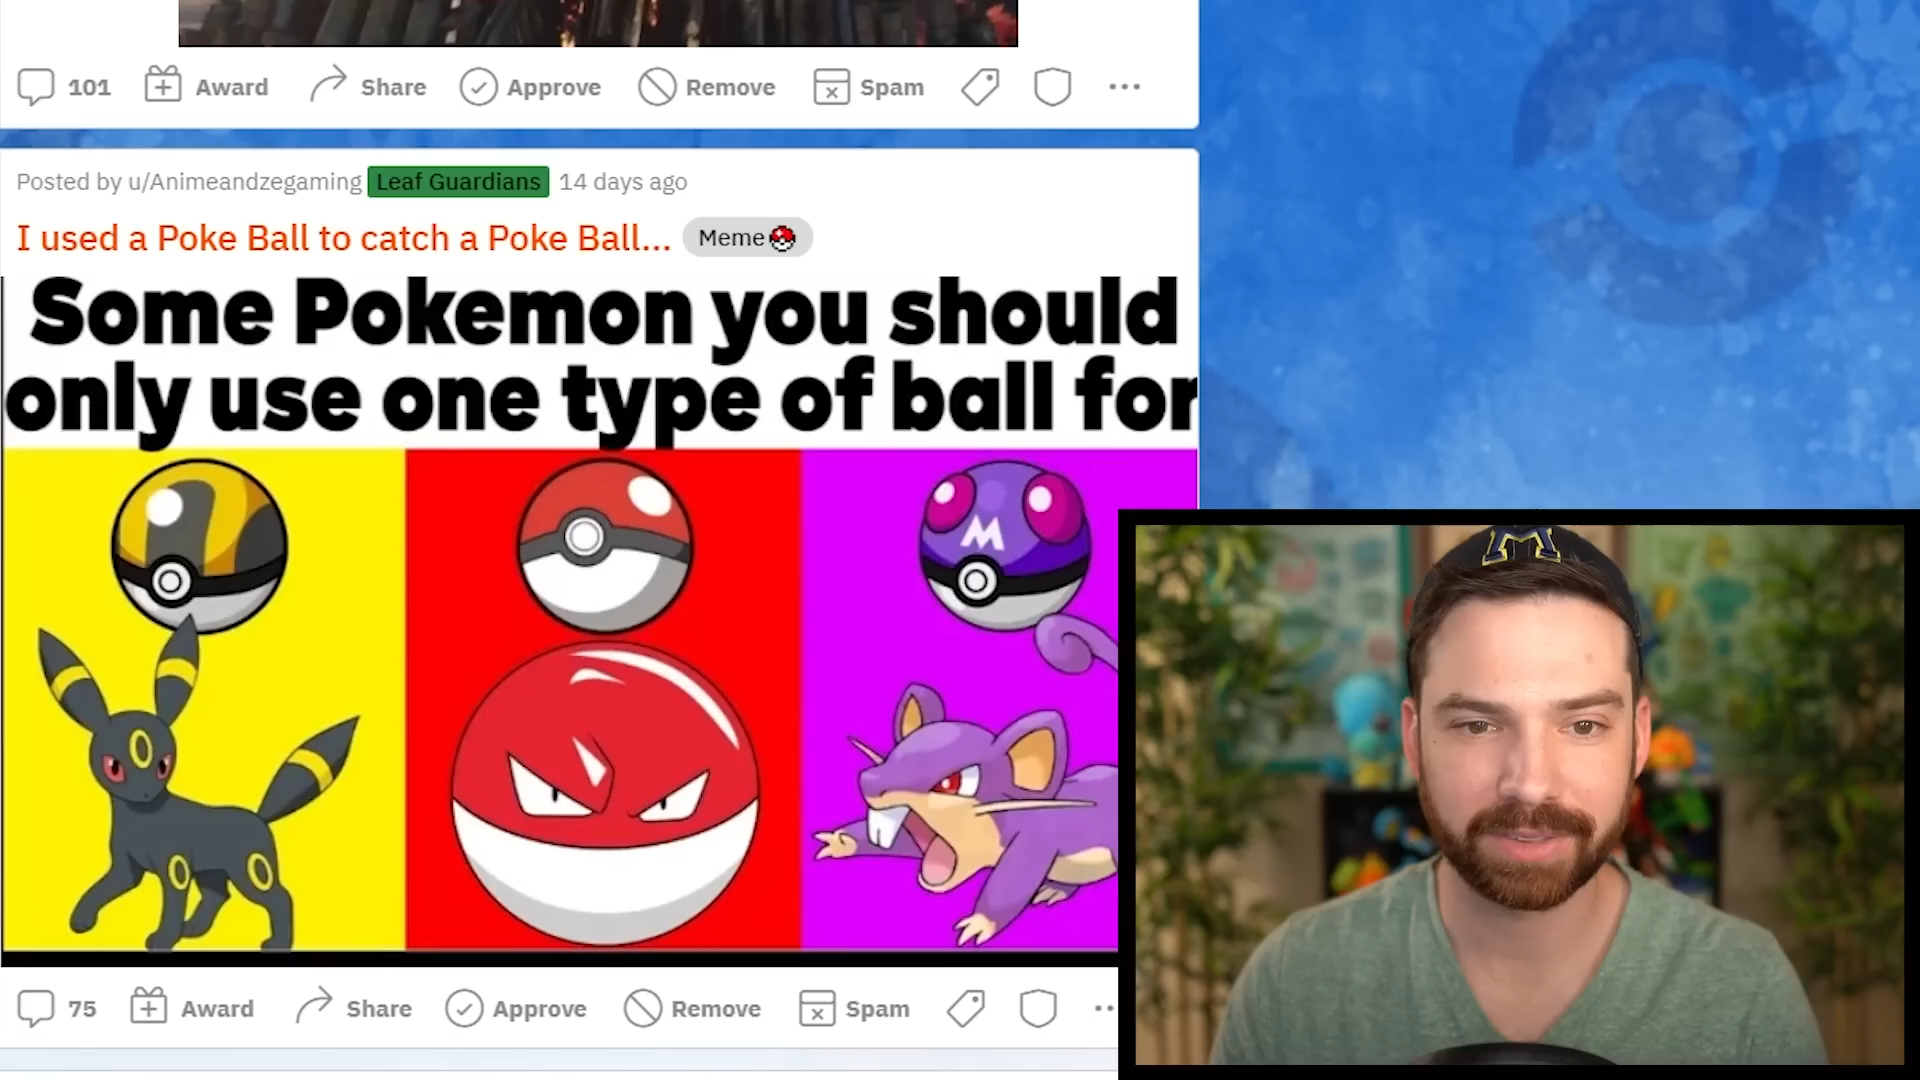 101 Award Share Approve Remove Spam
Posted by u/Animeandzegaming Leaf Guardians 14 days ago
I used a Poke Ball to catch a Poke Ball... Meme
Some Pokemon you should
only use one type of ball for
M
M
75 Award Share Approve Remove Spam